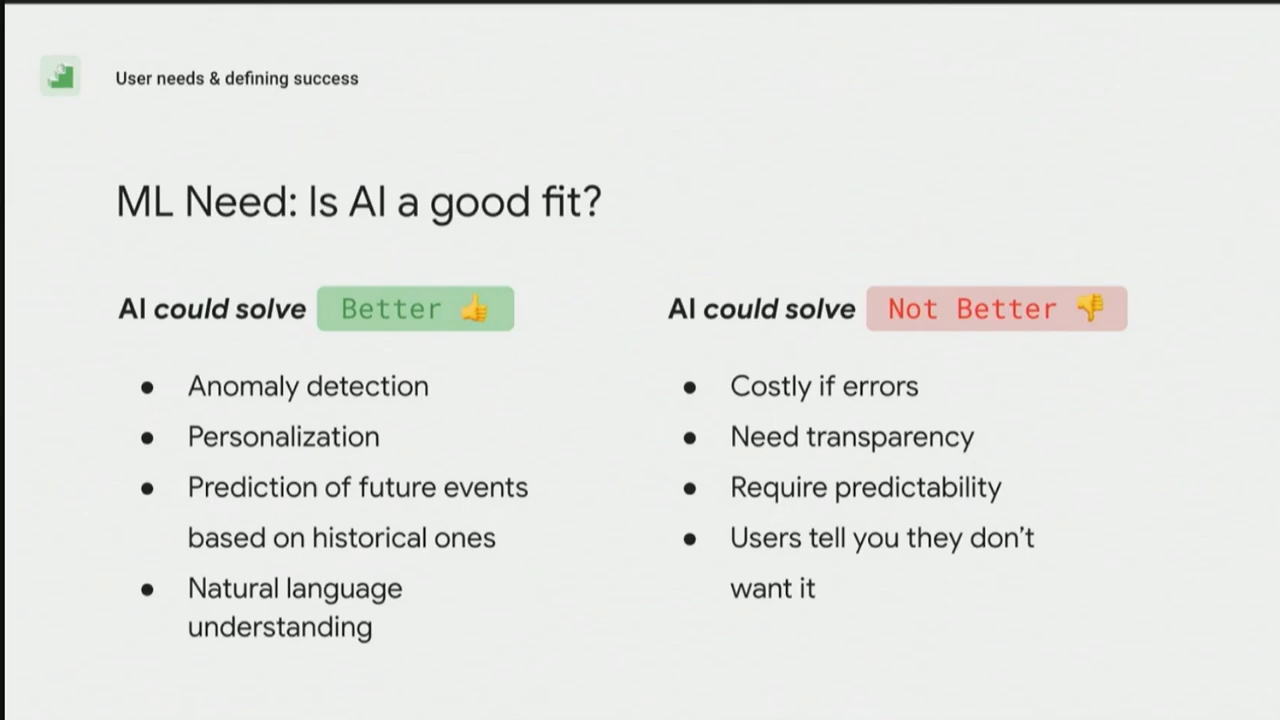 User needs & defining success
ML Need: Is AI a good fit?
AI could solve Better 👍
● Anomaly detection
● Personalization
● Prediction of future events
based on historical ones
● Natural language
understanding
AI could solve Not Better 👎
● Costly if errors
● Need transparency
● Require predictability
● Users tell you they don’t
want it